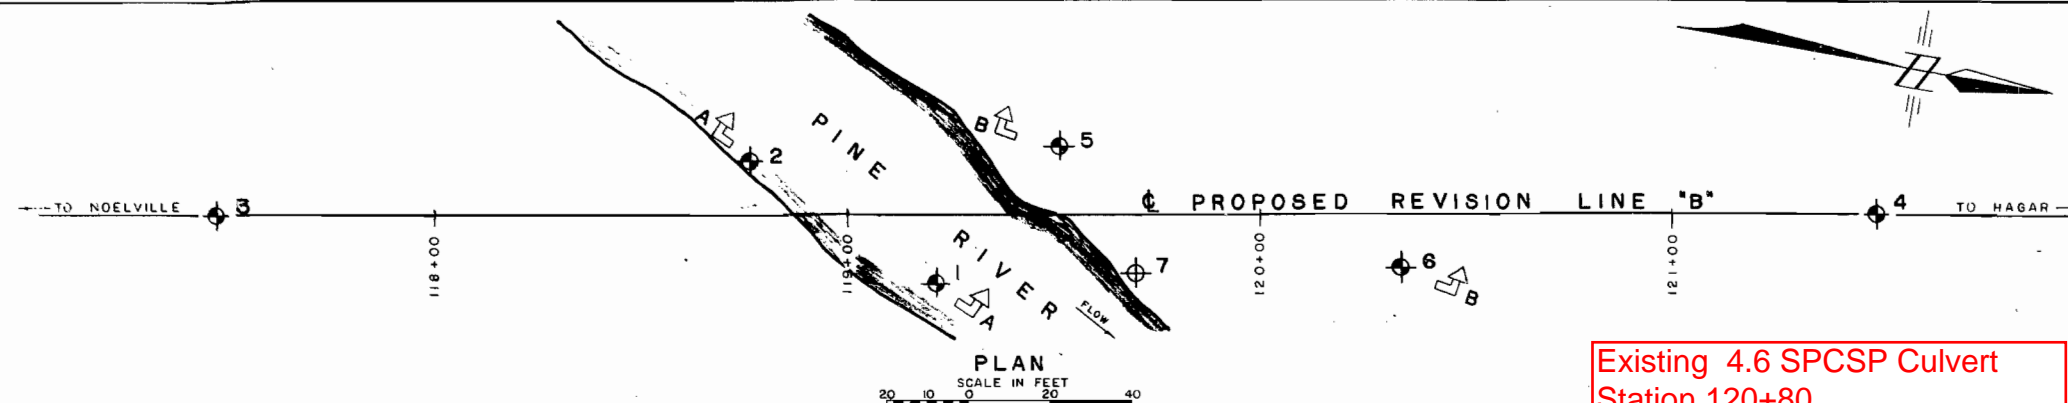 A
B
5
2
PINE
TO NOELVILLE
3
℄ PROPOSED REVISION LINE "B"
4
TO HAGAR
118+00
119+00
120+00
121+00
1
RIVER
7
6
A
B
FLOW
PLAN
SCALE IN FEET
20 10 0 20 40
Existing 4.6 SPCSP Culvert
Station 120+80